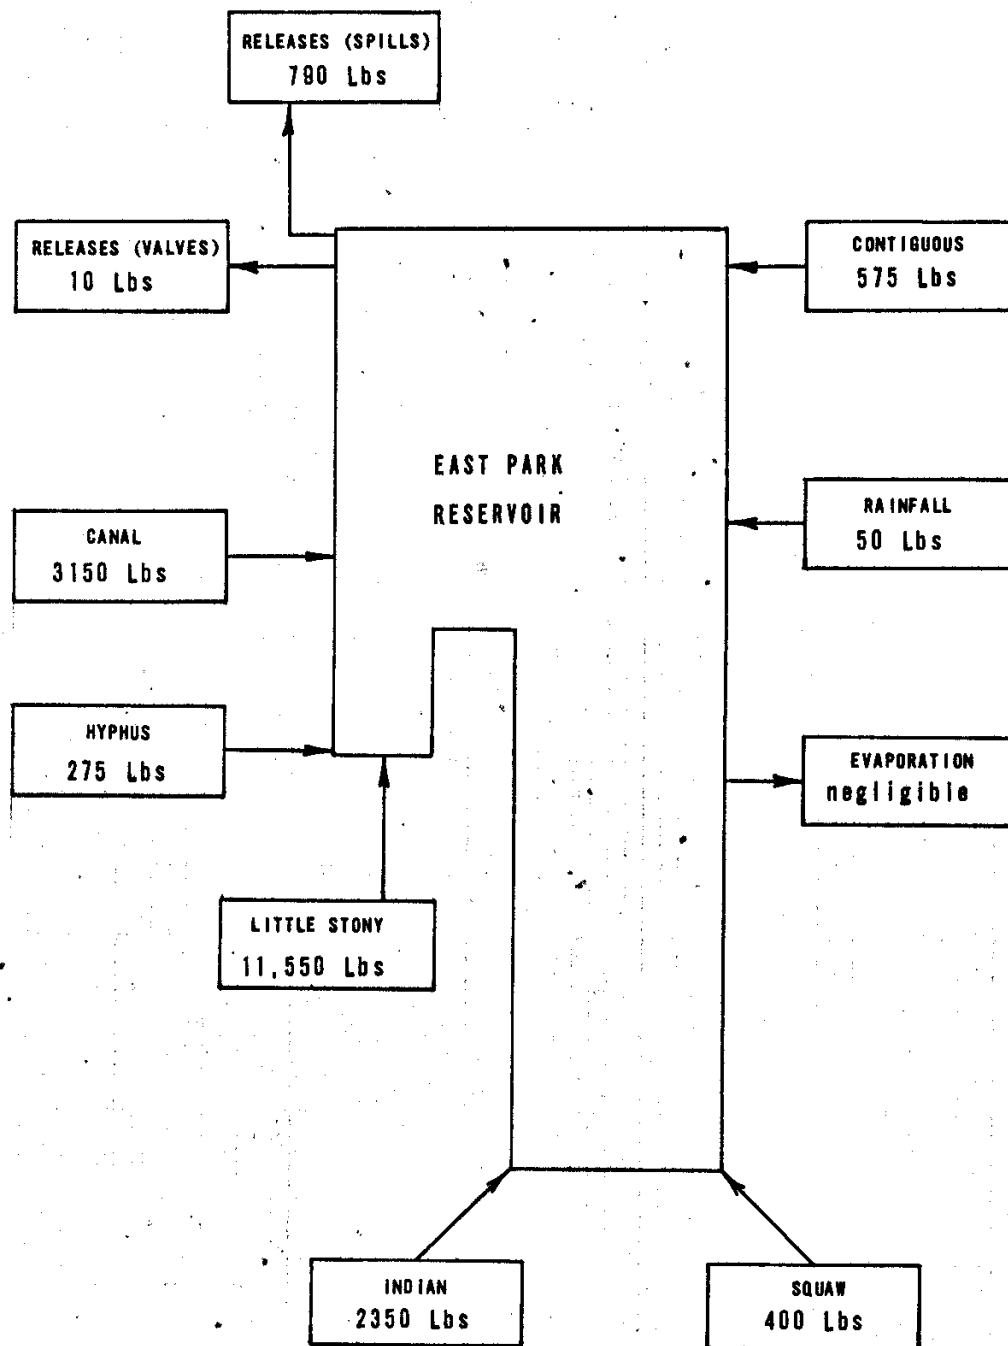 RELEASES (SPILLS)
790 Lbs
RELEASES (VALVES)
10 Lbs
CONTIGUOUS
575 Lbs
EAST PARK
RESERVOIR
RAINFALL
50 Lbs
CANAL
3150 Lbs
HYPHUS
275 Lbs
EVAPORATION
negligible
LITTLE STONY
11,550 Lbs
INDIAN
2350 Lbs
SQUAW
400 Lbs